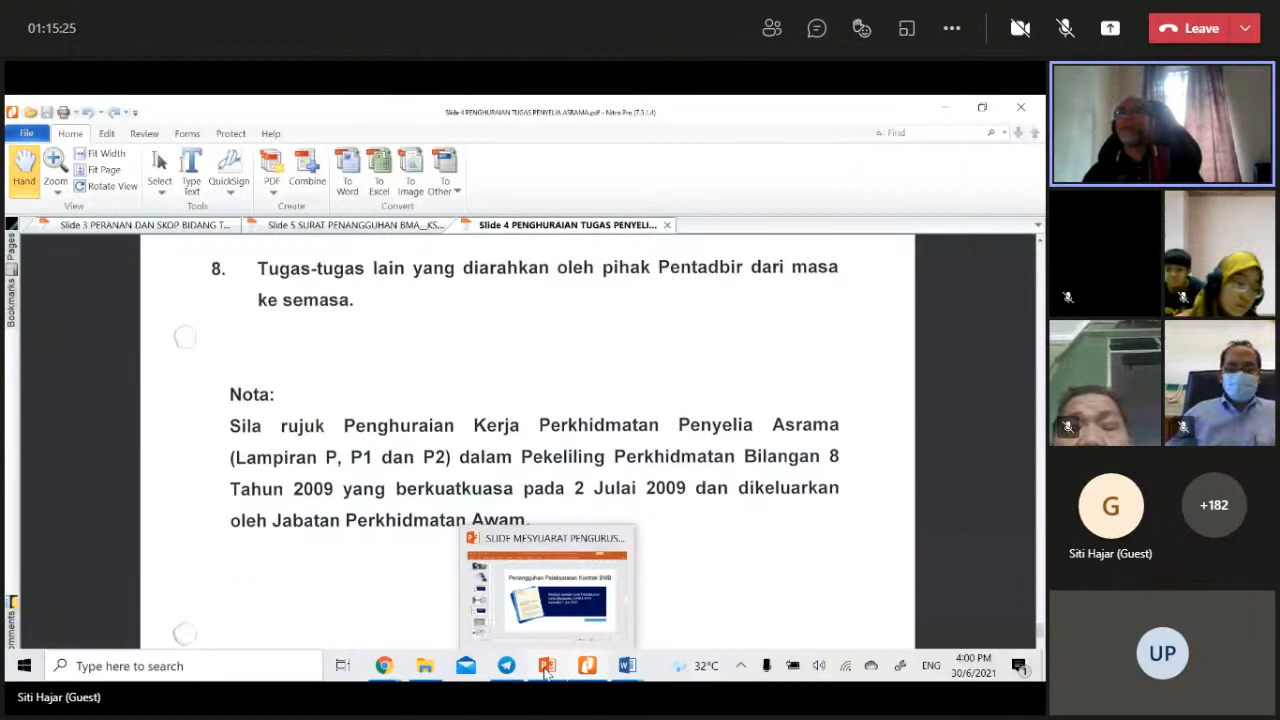 01:15:25
Leave
Slide 4 PENGHURAIAN TUGAS PENYELIA ASRAMA.pdf - Nitro Pro (7.3.1.4)
File Home Edit Review Forms Protect Help
Find
Hand
Zoom
Fit Width
Fit Page
Rotate View
Select
Type Text
QuickSign
PDF
Combine
To Word
To Excel
To Image
To Other
View Tools Create Convert
Slide 3 PERANAN DAN SKOP BIDANG T...
Slide 5 SURAT PENANGGUHAN BMA__KS...
Slide 4 PENGHURAIAN TUGAS PENYELI...
Pages
Bookmarks
8. Tugas-tugas lain yang diarahkan oleh pihak Pentadbir dari masa
ke semasa.
Nota:
Sila rujuk Penghuraian Kerja Perkhidmatan Penyelia Asrama
(Lampiran P, P1 dan P2) dalam Pekeliling Perkhidmatan Bilangan 8
Tahun 2009 yang berkuatkuasa pada 2 Julai 2009 dan dikeluarkan
oleh Jabatan Perkhidmatan Awam.
SLIDE MESYUARAT PENGURUS...
Penangguhan Pelaksanaan Kontrak BMB
G
+182
Siti Hajar (Guest)
UP
Type here to search
32°C
ENG
4:00 PM
30/6/2021
Siti Hajar (Guest)